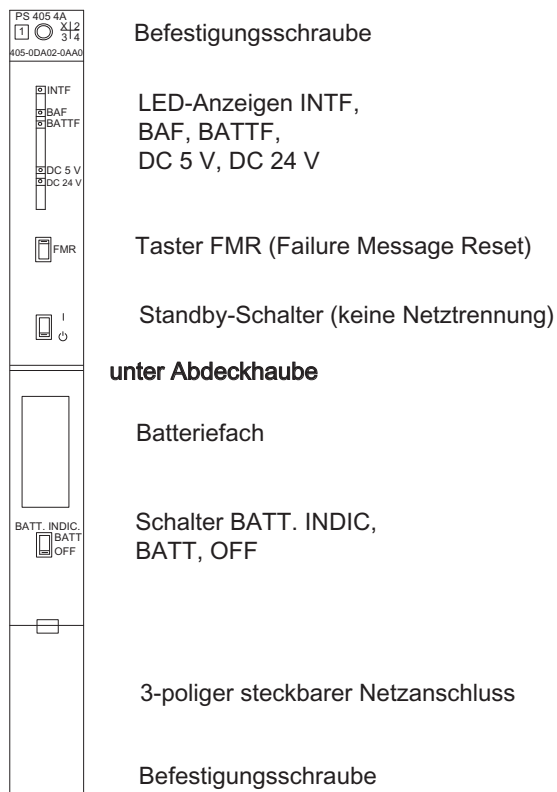 PS 405 4A
1 X 2
3 4
405-0DA02-0AA0
Befestigungsschraube
INTF
BAF
BATTF
DC 5 V
DC 24 V
LED-Anzeigen INTF,
BAF, BATTF,
DC 5 V, DC 24 V
FMR
Taster FMR (Failure Message Reset)
I
Standby-Schalter (keine Netztrennung)
unter Abdeckhaube
Batteriefach
BATT. INDIC.
BATT
OFF
Schalter BATT. INDIC,
BATT, OFF
3-poliger steckbarer Netzanschluss
Befestigungsschraube